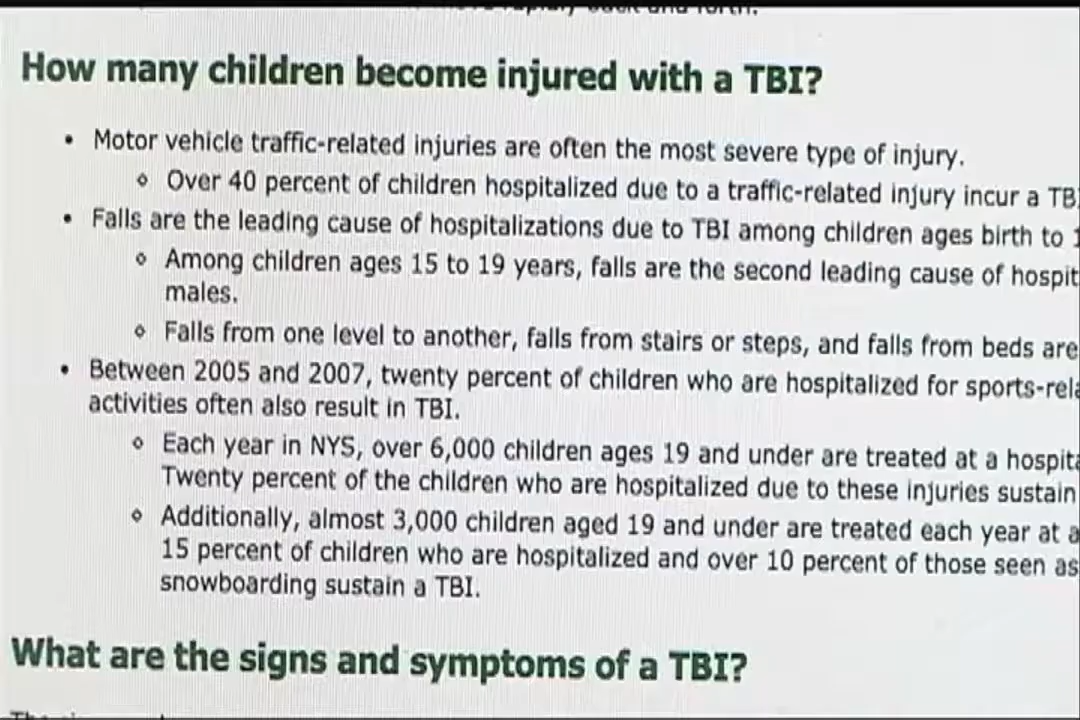 How many children become injured with a TBI?
• Motor vehicle traffic-related injuries are often the most severe type of injury.
◦ Over 40 percent of children hospitalized due to a traffic-related injury incur a TB
• Falls are the leading cause of hospitalizations due to TBI among children ages birth to 1
◦ Among children ages 15 to 19 years, falls are the second leading cause of hospit
males.
◦ Falls from one level to another, falls from stairs or steps, and falls from beds are
• Between 2005 and 2007, twenty percent of children who are hospitalized for sports-rela
activities often also result in TBI.
◦ Each year in NYS, over 6,000 children ages 19 and under are treated at a hospita
Twenty percent of the children who are hospitalized due to these injuries sustain
◦ Additionally, almost 3,000 children aged 19 and under are treated each year at a
15 percent of children who are hospitalized and over 10 percent of those seen as
snowboarding sustain a TBI.
What are the signs and symptoms of a TBI?